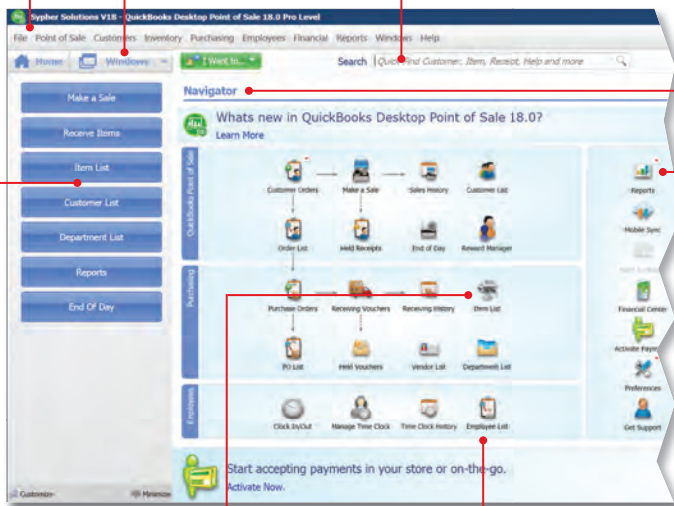 Sypher Solutions V18 - QuickBooks Desktop Point of Sale 18.0 Pro Level
File Point of Sale Customers Inventory Purchasing Employees Financial Reports Windows Help
Home Windows I Want to... Search Quick Find Customer, Item, Receipt, Help and more
Make a Sale
Receive Items
Item List
Customer List
Department List
Reports
End Of Day
Customize
Minimize
Navigator
Whats new in QuickBooks Desktop Point of Sale 18.0?
Learn More
QuickBooks Point of Sale
Customer Orders Make a Sale Sales History Customer List
Order List Held Receipts End of Day Reward Manager
Purchasing
Purchase Orders Receiving Vouchers Receiving History Item List
PO List Held Vouchers Vendor List Department List
Employees
Clock In/Out Manage Time Clock Time Clock History Employee List
Start accepting payments in your store or on-the-go.
Activate Now.
Reports
Mobile Sync
Financial Center
Activate
Preferences
Get Support